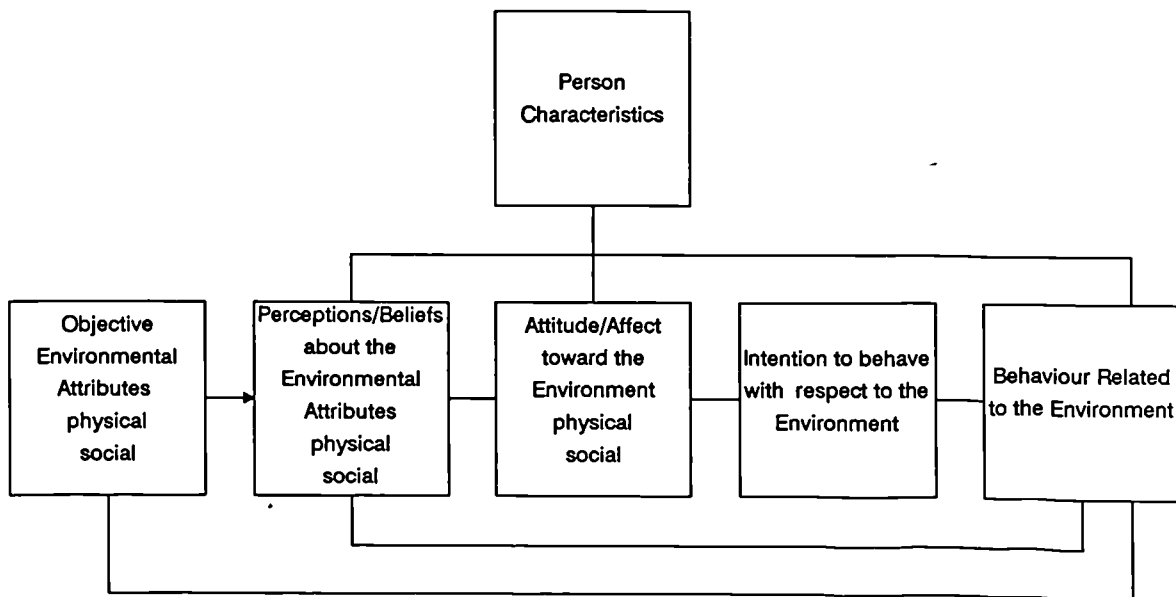 Person
Characteristics
Objective
Environmental
Attributes
physical
social
Perceptions/Beliefs
about the
Environmental
Attributes
physical
social
Attitude/Affect
toward the
Environment
physical
social
Intention to behave
with respect to the
Environment
Behaviour Related
to the Environment